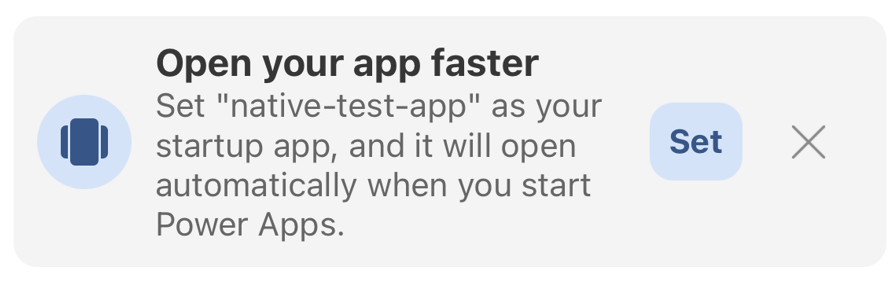 Open your app faster
Set "native-test-app" as your
startup app, and it will open
automatically when you start
Power Apps.
Set